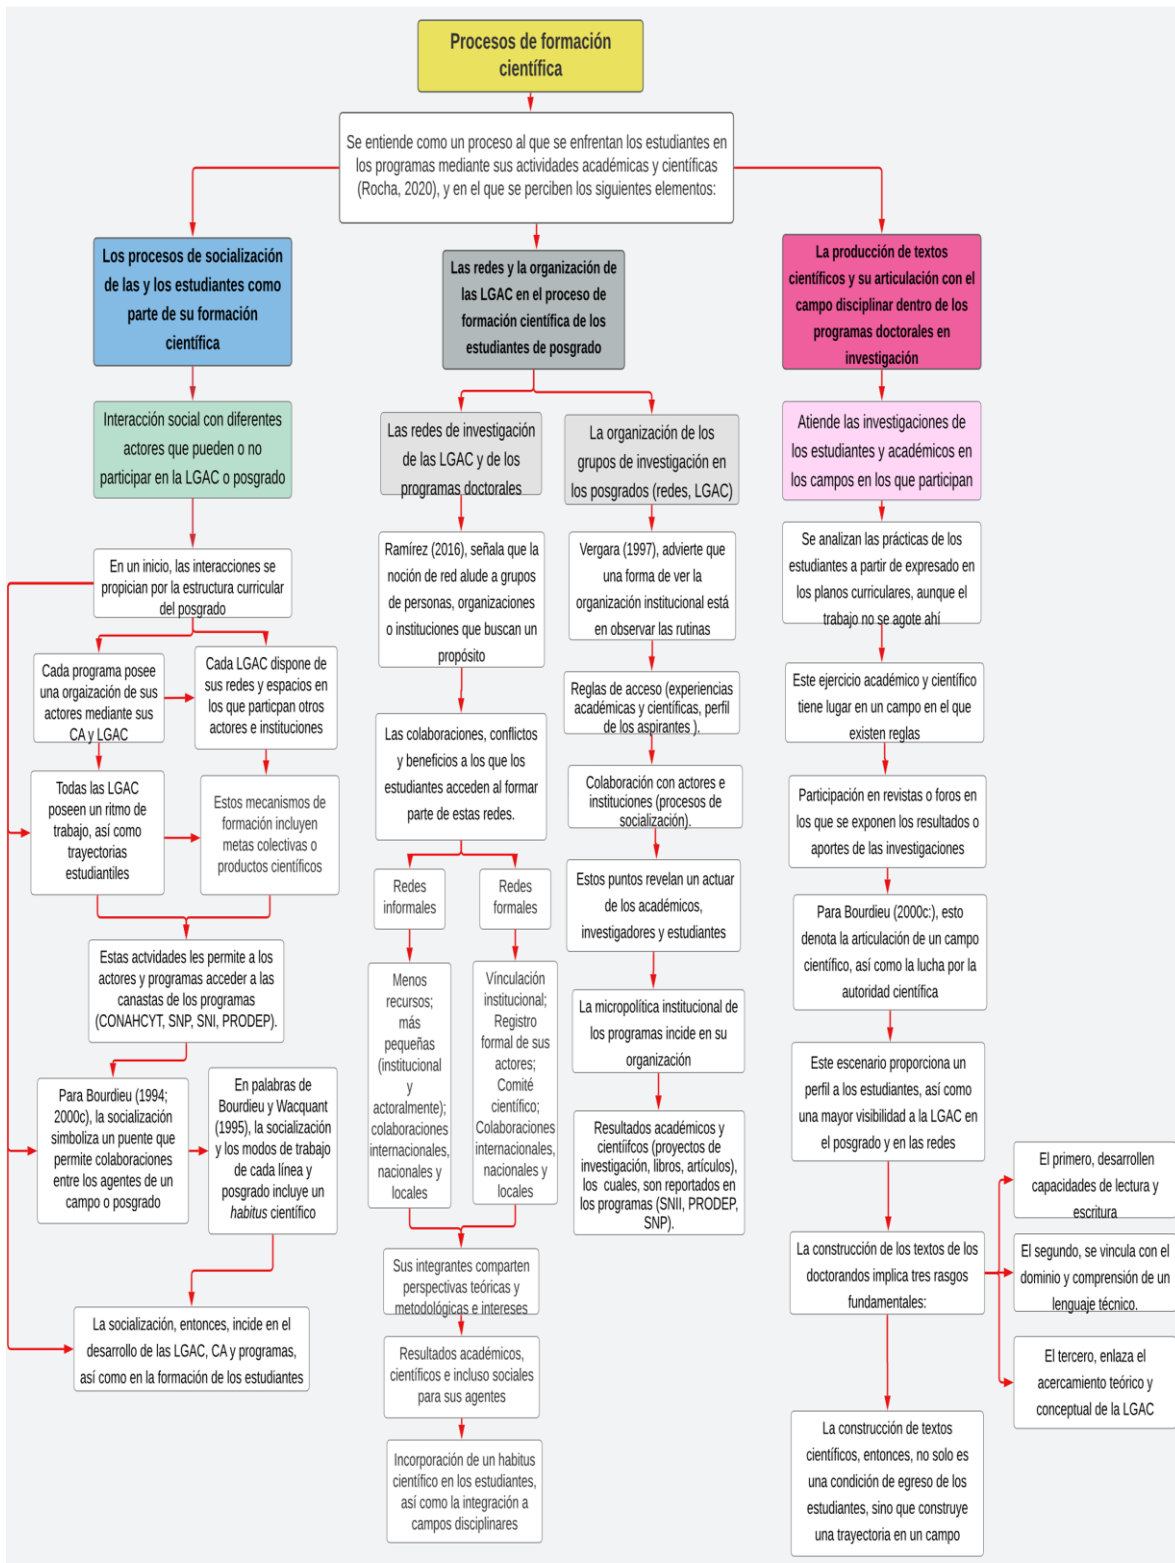 Procesos de formación
científica
Se entiende como un proceso al que se enfrentan los estudiantes en
los programas mediante sus actividades académicas y científicas
(Rocha, 2020), y en el que se perciben los siguientes elementos:
Los procesos de socialización
de las y los estudiantes como
parte de su formación
científica
Interacción social con diferentes
actores que pueden o no
participar en la LGAC o posgrado
En un inicio, las interacciones se
propician por la estructura curricular
del posgrado
Cada programa posee
una orgaización de sus
actores mediante sus
CA y LGAC
Cada LGAC dispone de
sus redes y espacios en
los que particpan otros
actores e instituciones
Todas las LGAC
poseen un ritmo de
trabajo, así como
trayectorias
estudiantiles
Estos mecanismos de
formación incluyen
metas colectivas o
productos científicos
Estas actividades les permite a los
actores y programas acceder a las
canastas de los programas
(CONAHCYT, SNP, SNI, PRODEP).
Para Bourdieu (1994;
2000c), la socialización
simboliza un puente que
permite colaboraciones
entre los agentes de un
campo o posgrado
En palabras de
Bourdieu y Wacquant
(1995), la socialización
y los modos de trabajo
de cada línea y
posgrado incluye un
habitus científico
La socialización, entonces, incide en el
desarrollo de las LGAC, CA y programas,
así como en la formación de los estudiantes
Las redes y la organización de
las LGAC en el proceso de
formación científica de los
estudiantes de posgrado
Las redes de investigación
de las LGAC y de los
programas doctorales
Ramírez (2016), señala que la
noción de red alude a grupos
de personas, organizaciones
o instituciones que buscan un
propósito
Las colaboraciones, conflictos
y beneficios a los que los
estudiantes acceden al formar
parte de estas redes.
Redes
informales
Redes
formales
Menos
recursos;
más
pequeñas
(institucional
y
actoralmente);
colaboraciones
internacionales,
nacionales y
locales
Vínculación
institucional;
Registro
formal de sus
actores;
Comité
científico;
Colaboraciones
internacionales,
nacionales y
locales
Sus integrantes comparten
perspectivas teóricas y
metodológicas e intereses
Resultados académicos,
científicos e incluso sociales
para sus agentes
Incorporación de un habitus
científico en los estudiantes,
así como la integración a
campos disciplinares
La organización de los
grupos de investigación en
los posgrados (redes, LGAC)
Vergara (1997), advierte que
una forma de ver la
organización institucional está
en observar las rutinas
Reglas de acceso (experiencias
académicas y científicas, perfil
de los aspirantes ).
Colaboración con actores e
instituciones (procesos de
socialización).
Estos puntos revelan un actuar
de los académicos,
investigadores y estudiantes
La micropolítica institucional de
los programas incide en su
organización
Resultados académicos y
cientiífcos (proyectos de
investigación, libros, artículos),
los cuales, son reportados en
los programas (SNII, PRODEP,
SNP).
La producción de textos
científicos y su articulación con el
campo disciplinar dentro de los
programas doctorales en
investigación
Atiende las investigaciones de
los estudiantes y académicos en
los campos en los que participan
Se analizan las prácticas de los
estudiantes a partir de expresado en
los planos curriculares, aunque el
trabajo no se agote ahí
Este ejercicio académico y científico
tiene lugar en un campo en el que
existen reglas
Participación en revistas o foros en
los que se exponen los resultados o
aportes de las investigaciones
Para Bourdieu (2000c:), esto
denota la articulación de un campo
científico, así como la lucha por la
autoridad científica
Este escenario proporciona un
perfil a los estudiantes, así como
una mayor visibilidad a la LGAC en
el posgrado y en las redes
La construcción de los textos de los
doctorandos implica tres rasgos
fundamentales:
El primero, desarrollen
capacidades de lectura y
escritura
El segundo, se vincula con el
dominio y comprensión de un
lenguaje técnico.
El tercero, enlaza el
acercamiento teórico y
conceptual de la LGAC
La construcción de textos
científicos, entonces, no solo es
una condición de egreso de los
estudiantes, sino que construye
una trayectoria en un campo